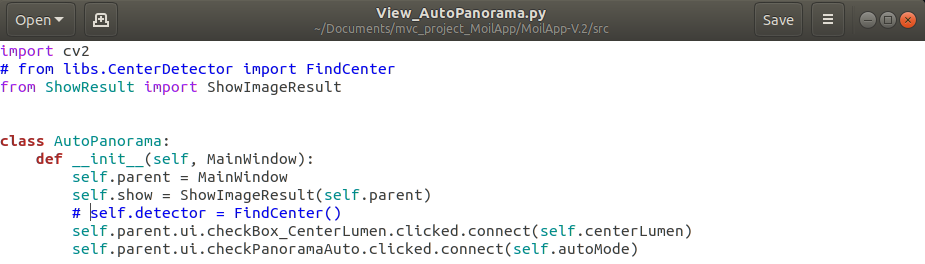 Open
View_AutoPanorama.py
~/Documents/mvc_project_MoilApp/MoilApp-V.2/src
Save
import cv2
# from libs.CenterDetector import FindCenter
from ShowResult import ShowImageResult
class AutoPanorama:
    def __init__(self, MainWindow):
        self.parent = MainWindow
        self.show = ShowImageResult(self.parent)
        # self.detector = FindCenter()
        self.parent.ui.checkBox_CenterLumen.clicked.connect(self.centerLumen)
        self.parent.ui.checkPanoramaAuto.clicked.connect(self.autoMode)